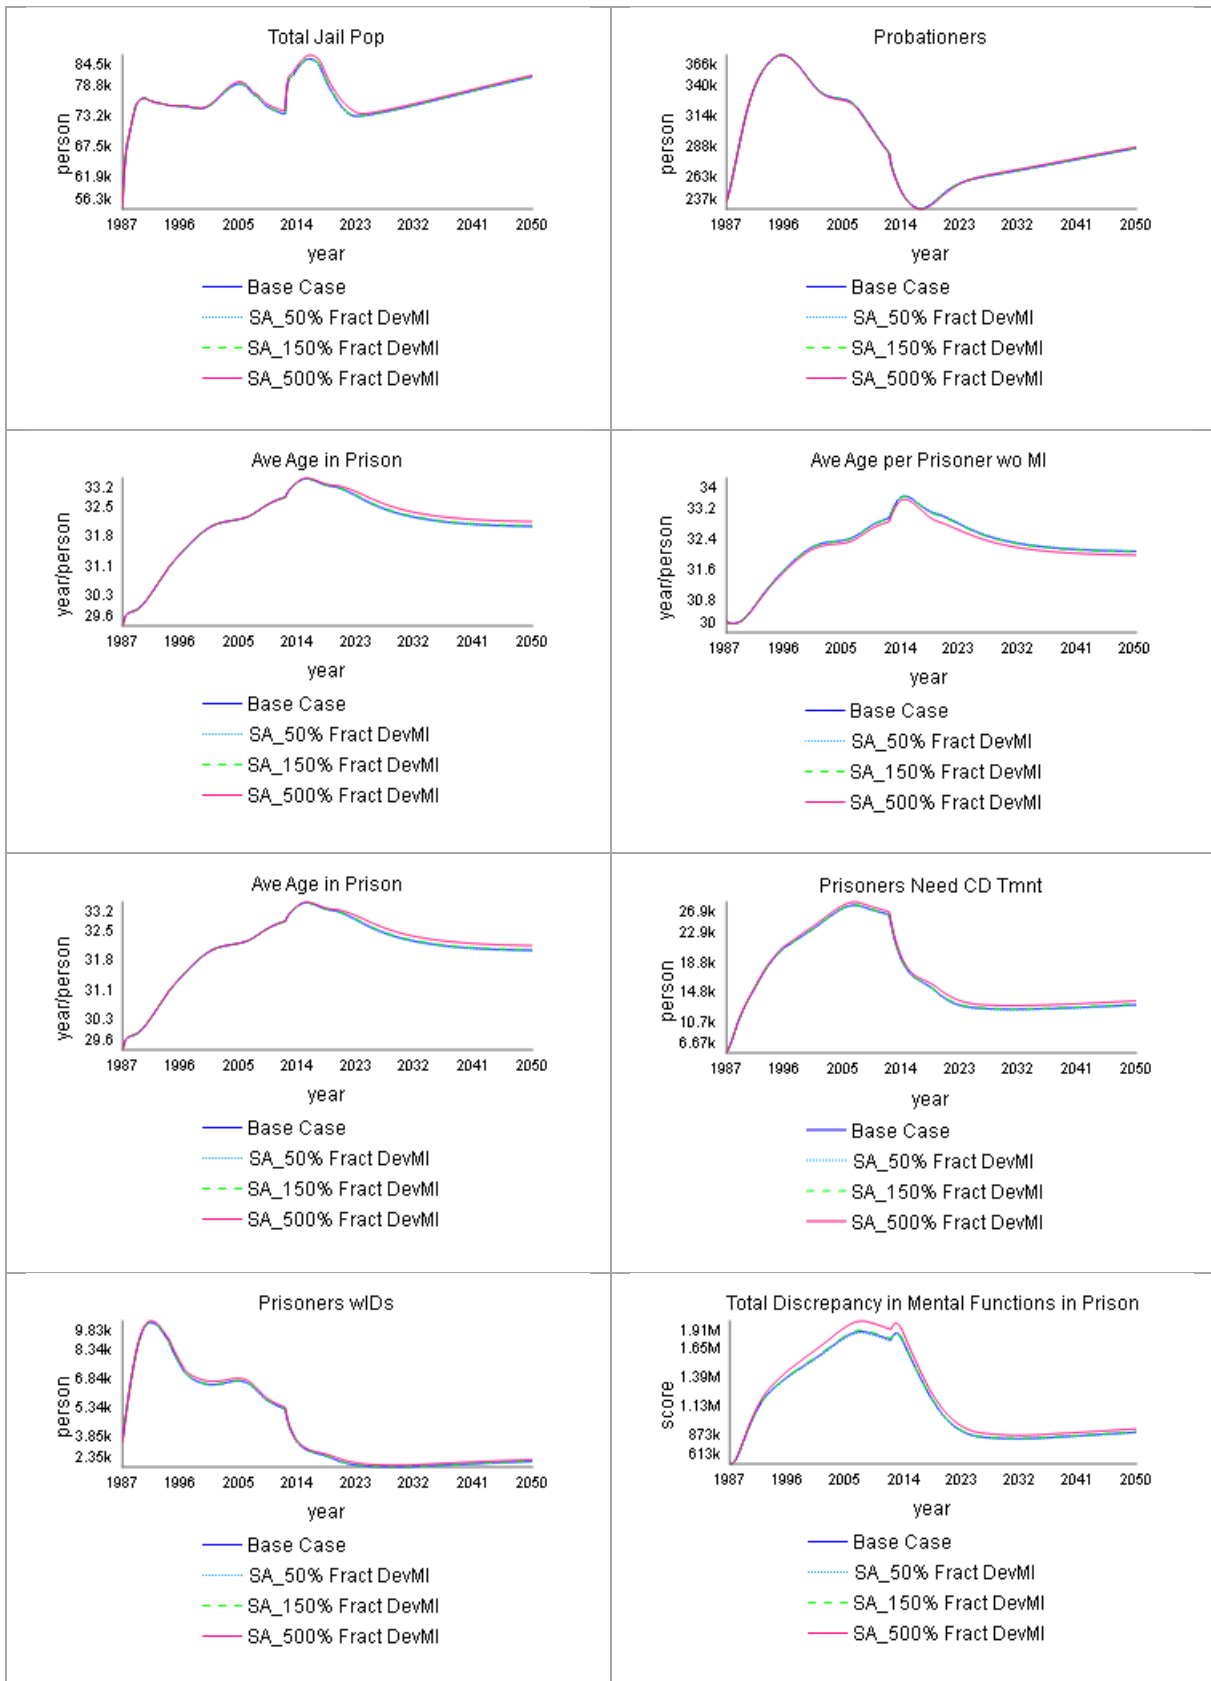 Total Jail Pop
84.5k
78.8k
73.2k
67.5k
61.9k
56.3k
person
1987 1996 2005 2014 2023 2032 2041 2050
year
Base Case
SA_50% Fract DevMI
SA_150% Fract DevMI
SA_500% Fract DevMI
Probationers
366k
340k
314k
288k
263k
237k
person
1987 1996 2005 2014 2023 2032 2041 2050
year
Base Case
SA_50% Fract DevMI
SA_150% Fract DevMI
SA_500% Fract DevMI
Ave Age in Prison
33.2
32.5
31.8
31.1
30.3
29.6
year/person
1987 1996 2005 2014 2023 2032 2041 2050
year
Base Case
SA_50% Fract DevMI
SA_150% Fract DevMI
SA_500% Fract DevMI
Ave Age per Prisoner wo MI
34
33.2
32.4
31.6
30.8
30
year/person
1987 1996 2005 2014 2023 2032 2041 2050
year
Base Case
SA_50% Fract DevMI
SA_150% Fract DevMI
SA_500% Fract DevMI
Ave Age in Prison
33.2
32.5
31.8
31.1
30.3
29.6
year/person
1987 1996 2005 2014 2023 2032 2041 2050
year
Base Case
SA_50% Fract DevMI
SA_150% Fract DevMI
SA_500% Fract DevMI
Prisoners Need CD Tmnt
26.9k
22.9k
18.8k
14.8k
10.7k
6.67k
person
1987 1996 2005 2014 2023 2032 2041 2050
year
Base Case
SA_50% Fract DevMI
SA_150% Fract DevMI
SA_500% Fract DevMI
Prisoners wIDs
9.83k
8.34k
6.84k
5.34k
3.85k
2.35k
person
1987 1996 2005 2014 2023 2032 2041 2050
year
Base Case
SA_50% Fract DevMI
SA_150% Fract DevMI
SA_500% Fract DevMI
Total Discrepancy in Mental Functions in Prison
1.91M
1.65M
1.39M
1.13M
873k
613k
score
1987 1996 2005 2014 2023 2032 2041 2050
year
Base Case
SA_50% Fract DevMI
SA_150% Fract DevMI
SA_500% Fract DevMI